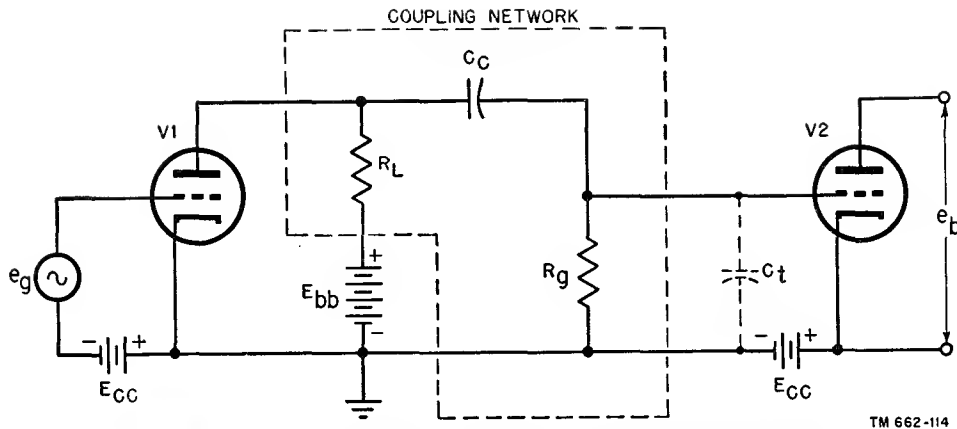 COUPLING NETWORK
CC
V1
V2
RL
eg
Ebb
+
-
Rg
Ct
eb
- +
ECC
- +
ECC
TM 662-114